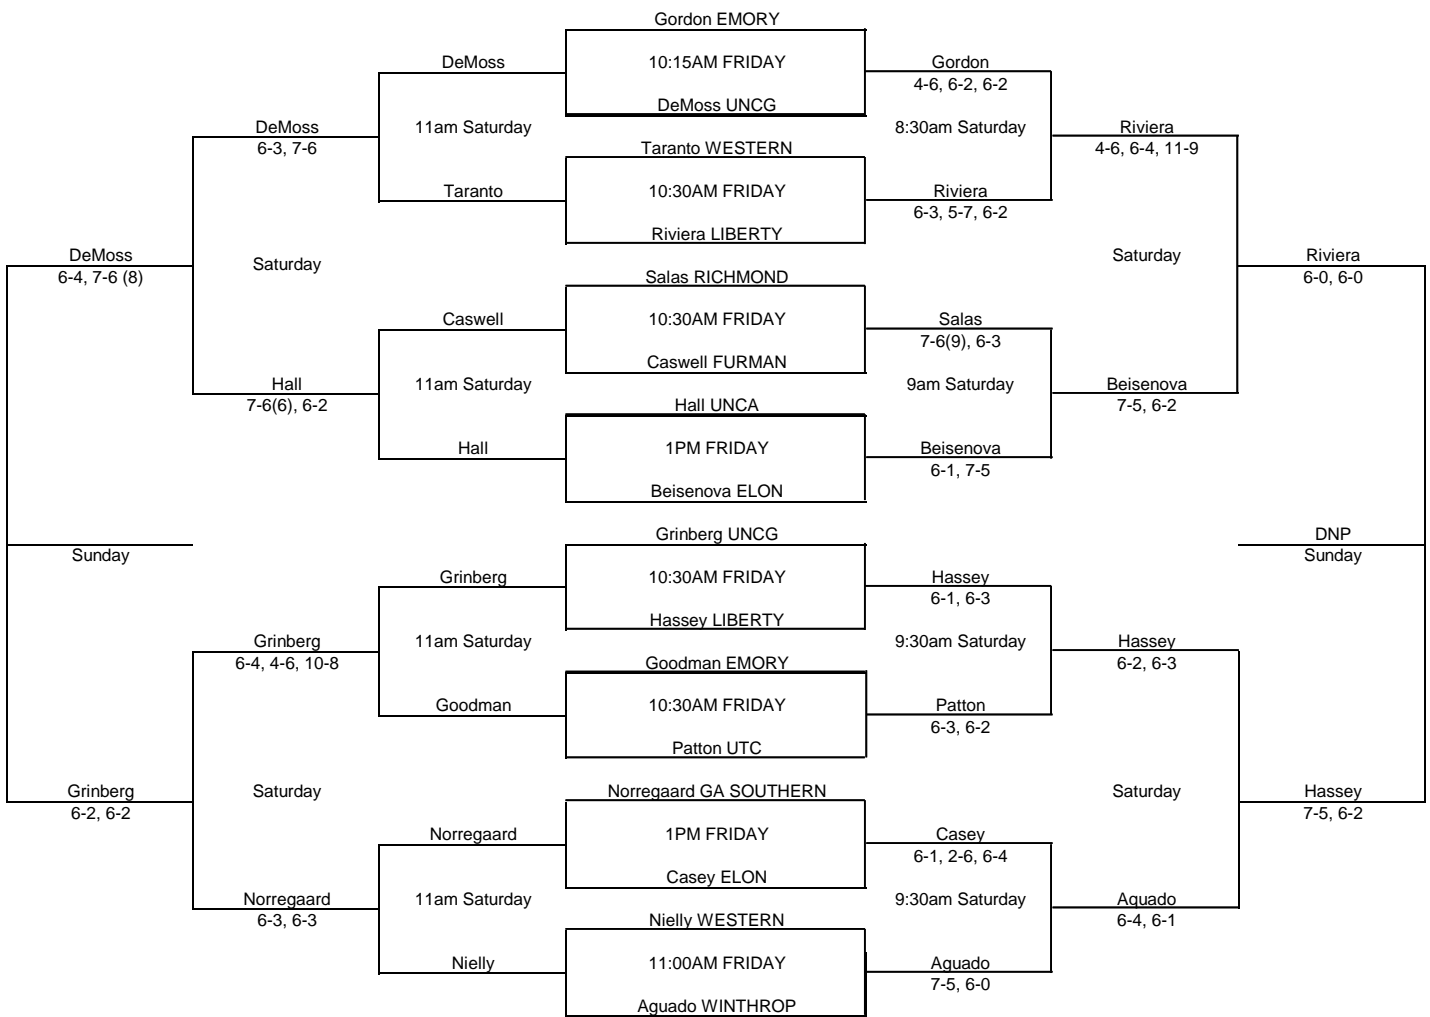 Gordon EMORY
DeMoss
10:15AM FRIDAY
Gordon
4-6, 6-2, 6-2
DeMoss UNCG
DeMoss
6-3, 7-6
11am Saturday
8:30am Saturday
Riviera
4-6, 6-4, 11-9
Taranto WESTERN
Taranto
10:30AM FRIDAY
Riviera
6-3, 5-7, 6-2
Riviera LIBERTY
DeMoss
6-4, 7-6 (8)
Saturday
Saturday
Riviera
6-0, 6-0
Salas RICHMOND
Caswell
10:30AM FRIDAY
Salas
7-6(9), 6-3
Caswell FURMAN
Hall
7-6(6), 6-2
11am Saturday
9am Saturday
Beisenova
7-5, 6-2
Hall UNCA
Hall
1PM FRIDAY
Beisenova
6-1, 7-5
Beisenova ELON
Sunday
Grinberg UNCG
DNP
Sunday
Grinberg
10:30AM FRIDAY
Hassey
6-1, 6-3
Hassey LIBERTY
Grinberg
6-4, 4-6, 10-8
11am Saturday
9:30am Saturday
Hassey
6-2, 6-3
Goodman EMORY
Goodman
10:30AM FRIDAY
Patton
6-3, 6-2
Patton UTC
Grinberg
6-2, 6-2
Saturday
Saturday
Hassey
7-5, 6-2
Norregaard GA SOUTHERN
Norregaard
1PM FRIDAY
Casey
6-1, 2-6, 6-4
Casey ELON
Norregaard
6-3, 6-3
11am Saturday
9:30am Saturday
Aguado
6-4, 6-1
Nielly WESTERN
Nielly
11:00AM FRIDAY
Aguado
7-5, 6-0
Aguado WINTHROP